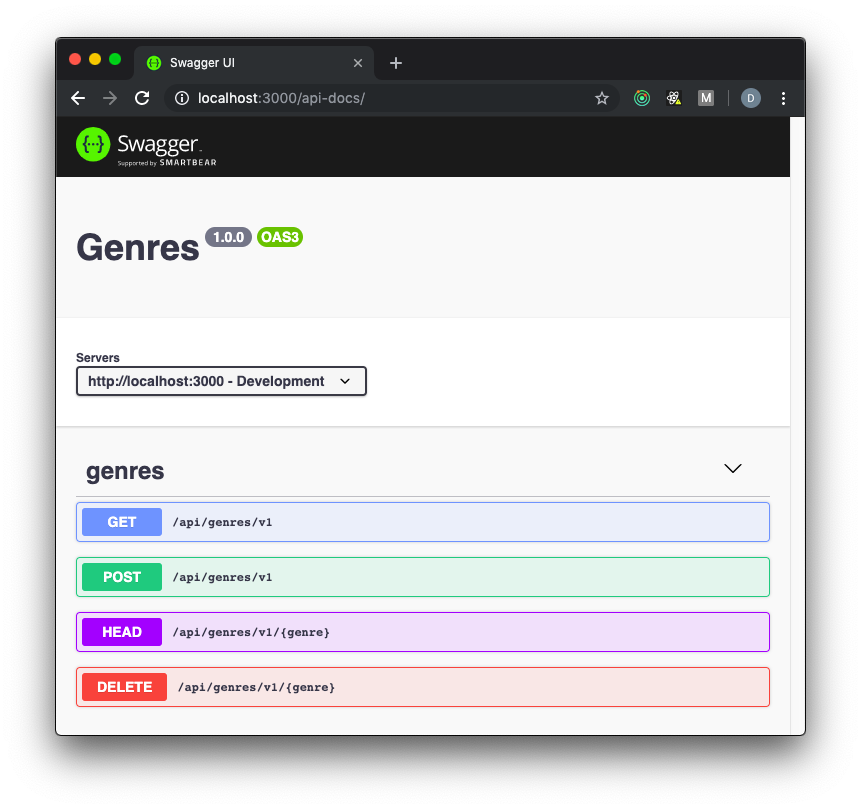 Swagger UI
localhost:3000/api-docs/
M
D
{...} Swagger
Supported by SMARTBEAR
Genres 1.0.0 OAS3
Servers
http://localhost:3000 - Development
genres
GET /api/genres/v1
POST /api/genres/v1
HEAD /api/genres/v1/{genre}
DELETE /api/genres/v1/{genre}